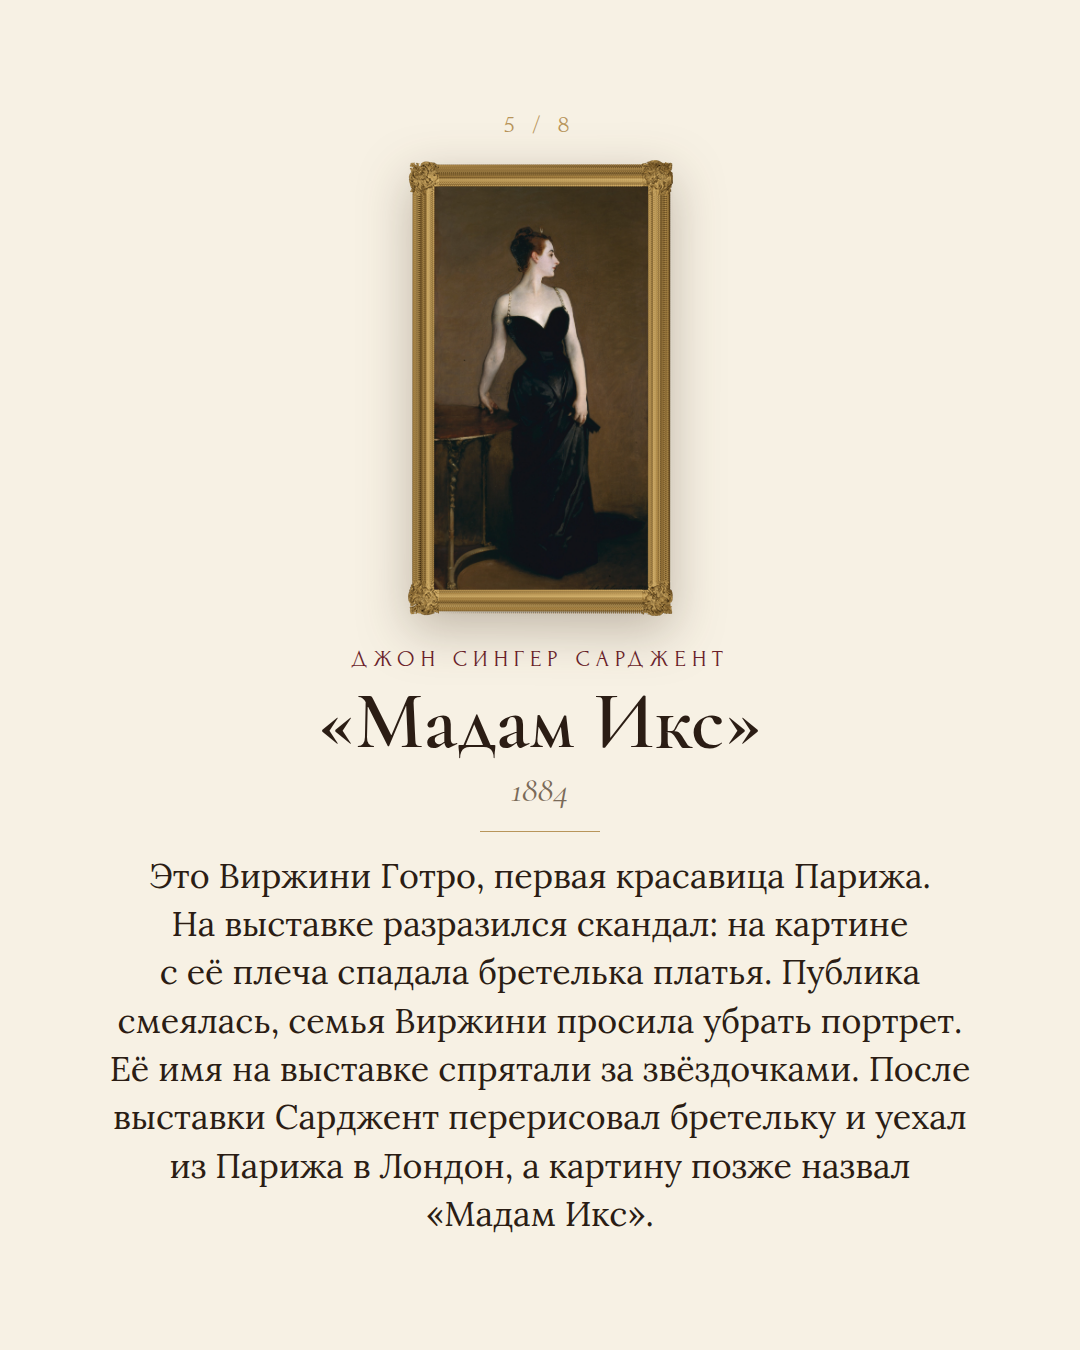 5 / 8
ДЖОН СИНГЕР САРДЖЕНТ
«Мадам Икс»
1884
Это Виржини Готро, первая красавица Парижа.
На выставке разразился скандал: на картине
с её плеча спадала бретелька платья. Публика
смеялась, семья Виржини просила убрать портрет.
Её имя на выставке спрятали за звёздочками. После
выставки Сарджент перерисовал бретельку и уехал
из Парижа в Лондон, а картину позже назвал
«Мадам Икс».